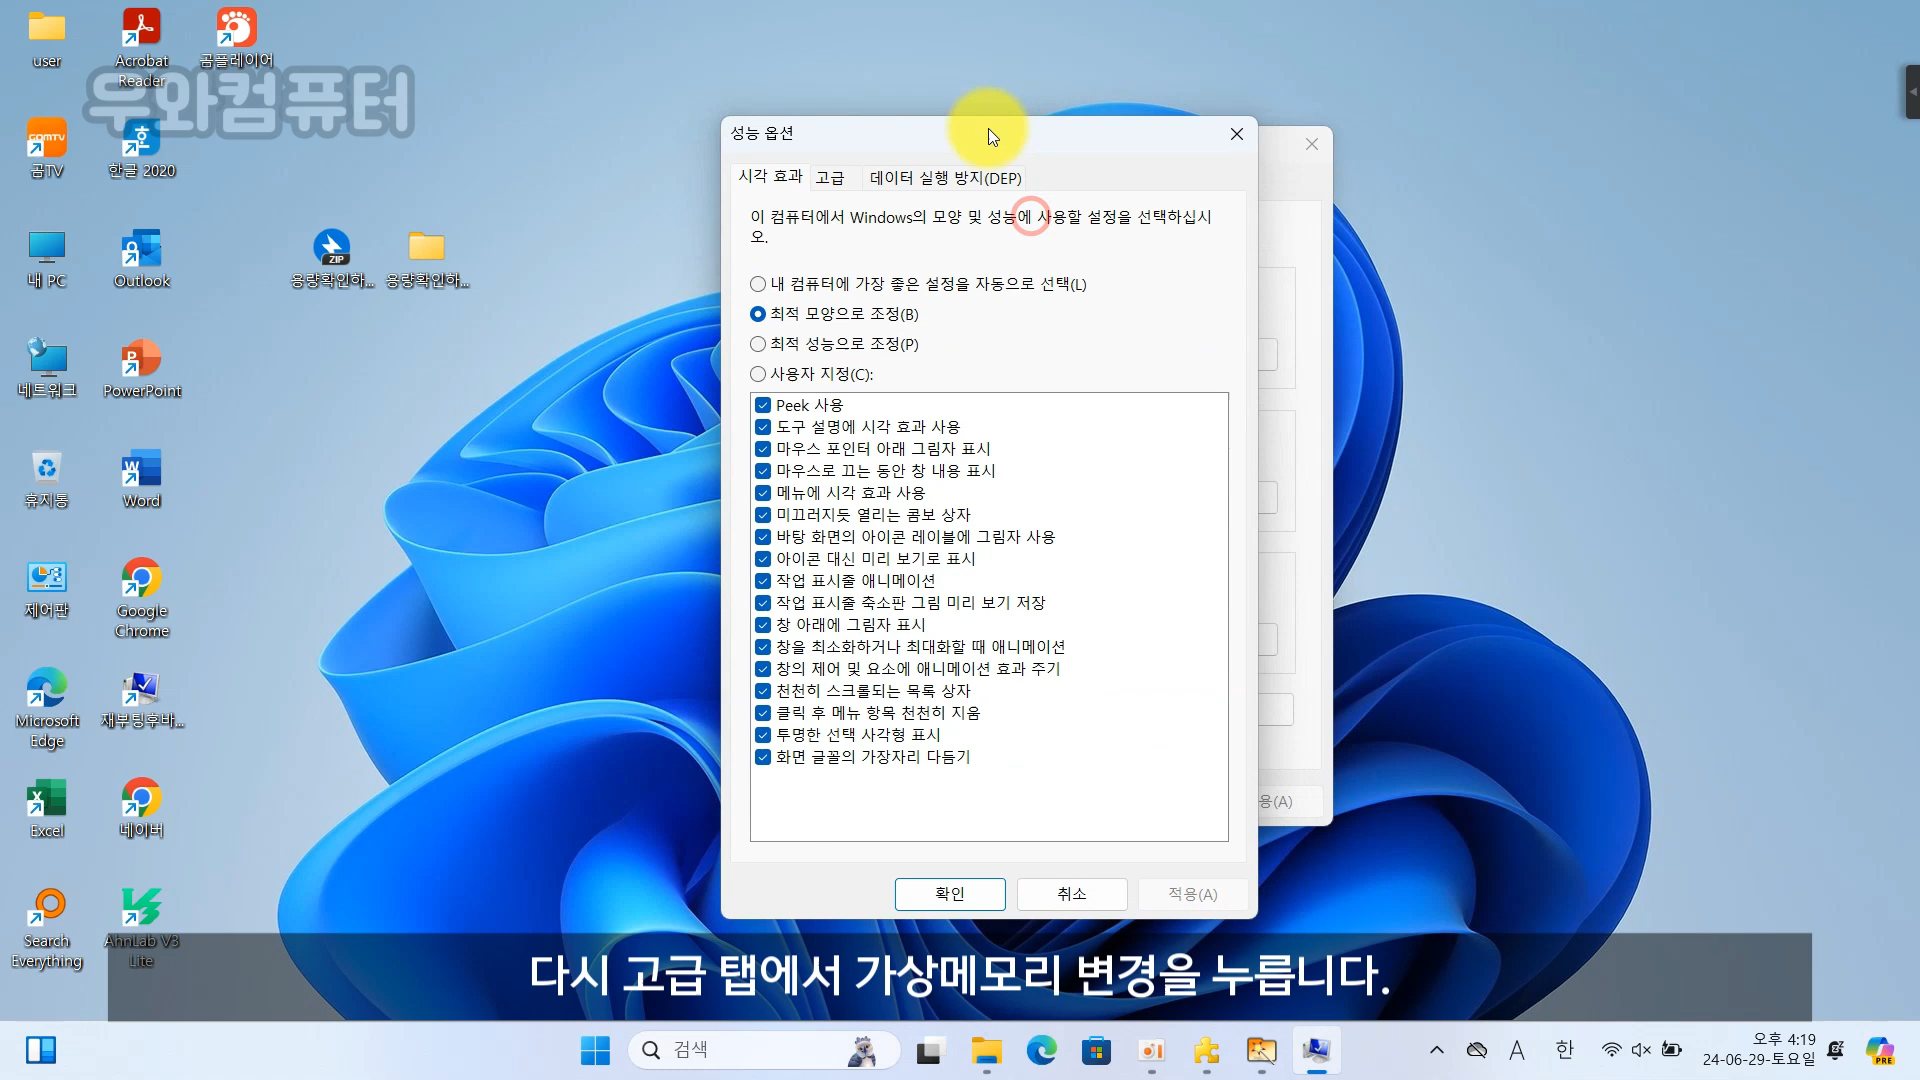 user
Acrobat
Reader
곰플레이어
두와컴퓨터
GOMTV
곰TV
한글 2020
내 PC
Outlook
ZIP
용량확인하...
용량확인하...
네트워크
PowerPoint
휴지통
Word
제어판
Google
Chrome
Microsoft
Edge
재부팅후바...
Excel
네이버
Search
Everything
AhnLab V3
Lite
성능 옵션
시각 효과
고급
데이터 실행 방지(DEP)
이 컴퓨터에서 Windows의 모양 및 성능에 사용할 설정을 선택하십시
오.
내 컴퓨터에 가장 좋은 설정을 자동으로 선택(L)
최적 모양으로 조정(B)
최적 성능으로 조정(P)
사용자 지정(C):
Peek 사용
도구 설명에 시각 효과 사용
마우스 포인터 아래 그림자 표시
마우스로 끄는 동안 창 내용 표시
메뉴에 시각 효과 사용
미끄러지듯 열리는 콤보 상자
바탕 화면의 아이콘 레이블에 그림자 사용
아이콘 대신 미리 보기로 표시
작업 표시줄 애니메이션
작업 표시줄 축소판 그림 미리 보기 저장
창 아래에 그림자 표시
창을 최소화하거나 최대화할 때 애니메이션
창의 제어 및 요소에 애니메이션 효과 주기
천천히 스크롤되는 목록 상자
클릭 후 메뉴 항목 천천히 지움
투명한 선택 사각형 표시
화면 글꼴의 가장자리 다듬기
확인
취소
적용(A)
용(A)
다시 고급 탭에서 가상메모리 변경을 누릅니다.
검색
A
한
오후 4:19
24-06-29-토요일
PRE